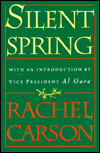 SILENT
SPRING
WITH AN INTRODUCTION BY
VICE PRESIDENT Al Gore
RACHEL
CARSON